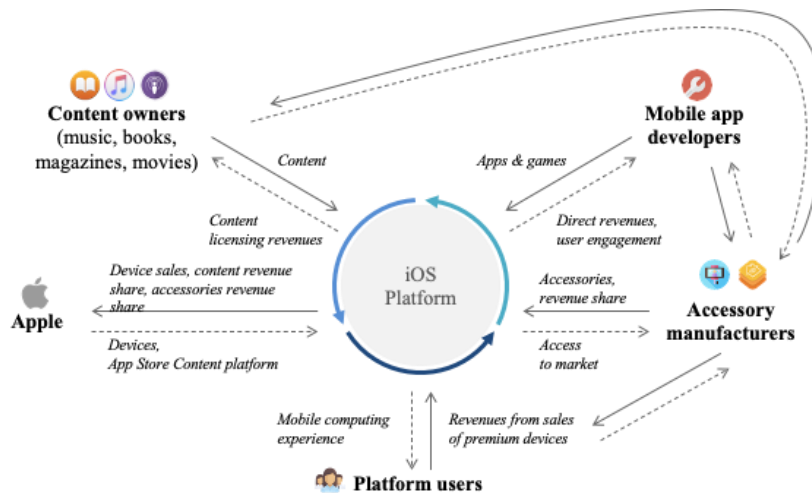 Content owners
(music, books,
magazines, movies)
Mobile app
developers
Content
Apps & games
Content
licensing revenues
Direct revenues,
user engagement
iOS
Platform
Device sales, content revenue
share, accessories revenue
share
Apple
Devices,
App Store Content platform
Accessories,
revenue share
Accessory
manufacturers
Access
to market
Mobile computing
experience
Revenues from sales
of premium devices
Platform users